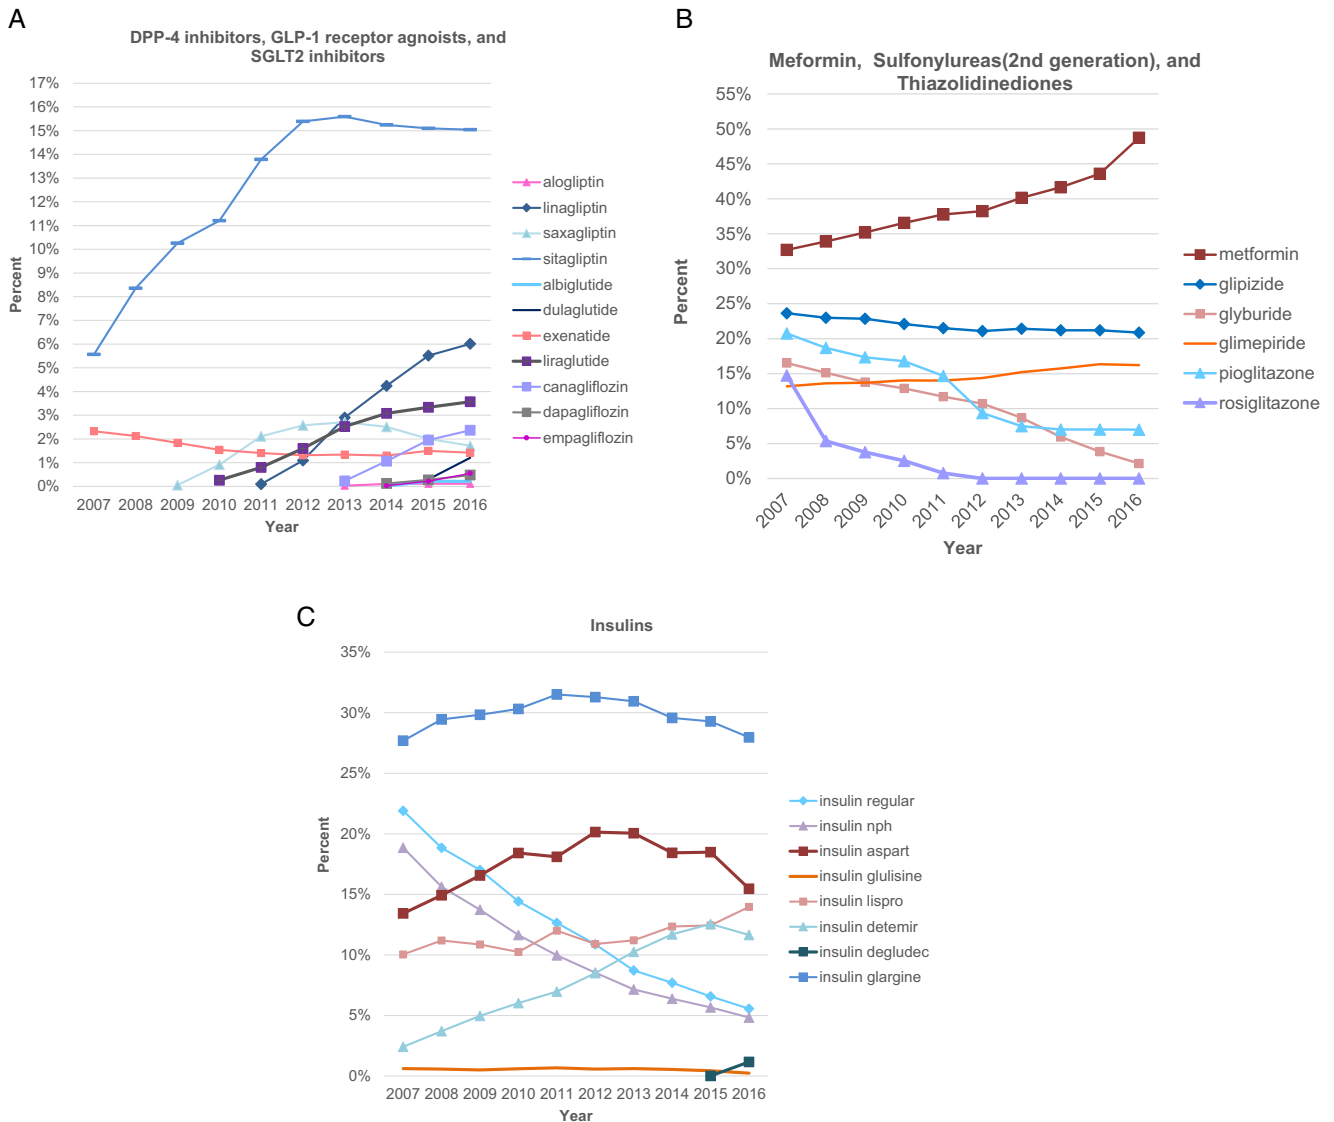 A
DPP-4 inhibitors, GLP-1 receptor agnoists, and
SGLT2 inhibitors
17%
16%
15%
14%
13%
12%
11%
10%
9%
8%
7%
6%
5%
4%
3%
2%
1%
0%
Percent
2007 2008 2009 2010 2011 2012 2013 2014 2015 2016
Year
alogliptin
linagliptin
saxagliptin
sitagliptin
albiglutide
dulaglutide
exenatide
liraglutide
canagliflozin
dapagliflozin
empagliflozin
B
Meformin, Sulfonylureas(2nd generation), and
Thiazolidinediones
55%
50%
45%
40%
35%
30%
25%
20%
15%
10%
5%
0%
Percent
2007 2008 2009 2010 2011 2012 2013 2014 2015 2016
Year
metformin
glipizide
glyburide
glimepiride
pioglitazone
rosiglitazone
C
Insulins
35%
30%
25%
20%
15%
10%
5%
0%
Percent
2007 2008 2009 2010 2011 2012 2013 2014 2015 2016
Year
insulin regular
insulin nph
insulin aspart
insulin glulisine
insulin lispro
insulin detemir
insulin degludec
insulin glargine